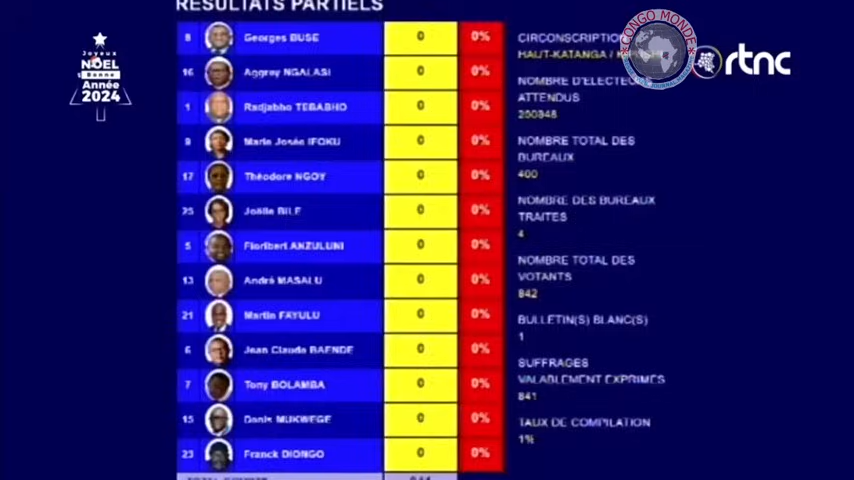 RÉSULTATS PARTIELS
8 Georges BUSE 0 0%
16 Aggrey NGALASI 0 0%
1 Radjabho TEBABHO 0 0%
9 Marie Josée IFOKU 0 0%
17 Théodore NGOY 0 0%
25 Joëlle BILE 0 0%
5 Floribert ANZULUNI 0 0%
13 André MASALU 0 0%
21 Martin FAYULU 0 0%
6 Jean Claude BAENDE 0 0%
7 Tony BOLAMBA 0 0%
15 Denis MUKWEGE 0 0%
23 Franck DIONGO 0 0%
CIRCONSCRIPTION
HAUT-KATANGA /
NOMBRE D'ELECTEURS
ATTENDUS
NOMBRE TOTAL DES
BUREAUX
400
NOMBRE DES BUREAUX
TRAITES
4
NOMBRE TOTAL DES
VOTANTS
842
BULLETIN(S) BLANC(S)
1
SUFFRAGES
VALABLEMENT EXPRIMES
841
TAUX DE COMPILATION
1%
Joyeux
NOËL
Bonne
Année
2024
CONGO MONDE
rtnc